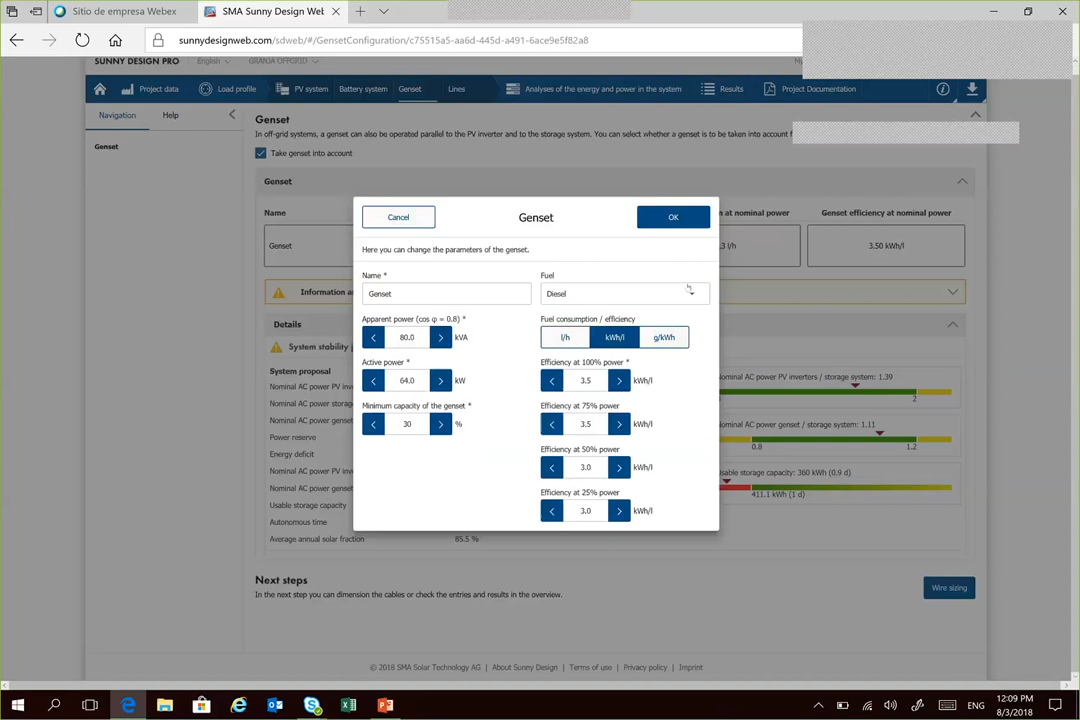 Sitio de empresa Webex
SMA Sunny Design Web
sunnydesignweb.com/sdweb/#/GensetConfiguration/c75515a5-aa6d-445d-a491-6ace9e5f82a8
SUNNY DESIGN PRO English GRANJA OFFGRID
Project data Load profile PV system Battery system Genset Lines Analyses of the energy and power in the system Results Project Documentation
Navigation Help
Genset
Genset
In off-grid systems, a genset can also be operated parallel to the PV inverter and to the storage system. You can select whether a genset is to be taken into account
Take genset into account
Genset
Name at nominal power Genset efficiency at nominal power
Genset 3 l/h 3.50 kWh/l
Information
Details
System stability
System proposal
Nominal AC power PV
Nominal AC power
Nominal AC power
Power reserve
Energy deficit
Nominal AC power PV
Nominal AC power
Usable storage capacity
Autonomous time
Average annual solar fraction 85.5 %
Nominal AC power PV inverters / storage system: 1.39
2
Nominal AC power genset / storage system: 1.11
0.8 1.2
Usable storage capacity: 360 kWh (0.9 d)
411.1 kWh (1 d)
Cancel Genset OK
Here you can change the parameters of the genset.
Name * Fuel
Genset Diesel
Apparent power (cos φ = 0.8) * Fuel consumption / efficiency
80.0 kVA l/h kWh/l g/kWh
Active power * Efficiency at 100% power *
64.0 kW 3.5 kWh/l
Minimum capacity of the genset * Efficiency at 75% power
30 % 3.5 kWh/l
Efficiency at 50% power
3.0 kWh/l
Efficiency at 25% power
3.0 kWh/l
Next steps
In the next step you can dimension the cables or check the entries and results in the overview.
Wire sizing
© 2018 SMA Solar Technology AG | About Sunny Design | Terms of use | Privacy policy | Imprint
ENG
12:09 PM
8/3/2018